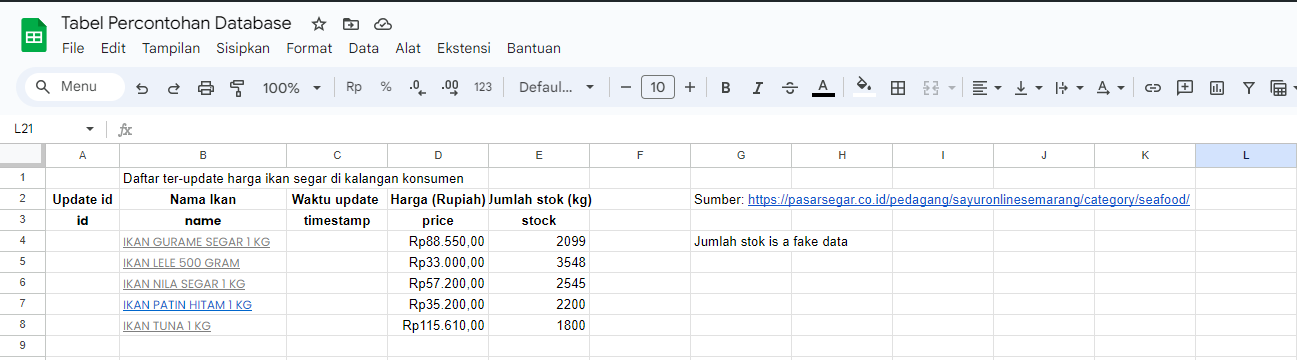 Tabel Percontohan Database
File Edit Tampilan Sisipkan Format Data Alat Ekstensi Bantuan
Menu 100% Rp % .0 .00 123 Defaul... 10 B I A A
L21 fx
A B C D E F G H I J K L
1 Daftar ter-update harga ikan segar di kalangan konsumen
2 Update id Nama Ikan Waktu update Harga (Rupiah) Jumlah stok (kg) Sumber: https://pasarsegar.co.id/pedagang/sayuronlinesemarang/category/seafood/
3 id name timestamp price stock
4 IKAN GURAME SEGAR 1 KG Rp88.550,00 2099 Jumlah stok is a fake data
5 IKAN LELE 500 GRAM Rp33.000,00 3548
6 IKAN NILA SEGAR 1 KG Rp57.200,00 2545
7 IKAN PATIN HITAM 1 KG Rp35.200,00 2200
8 IKAN TUNA 1 KG Rp115.610,00 1800
9